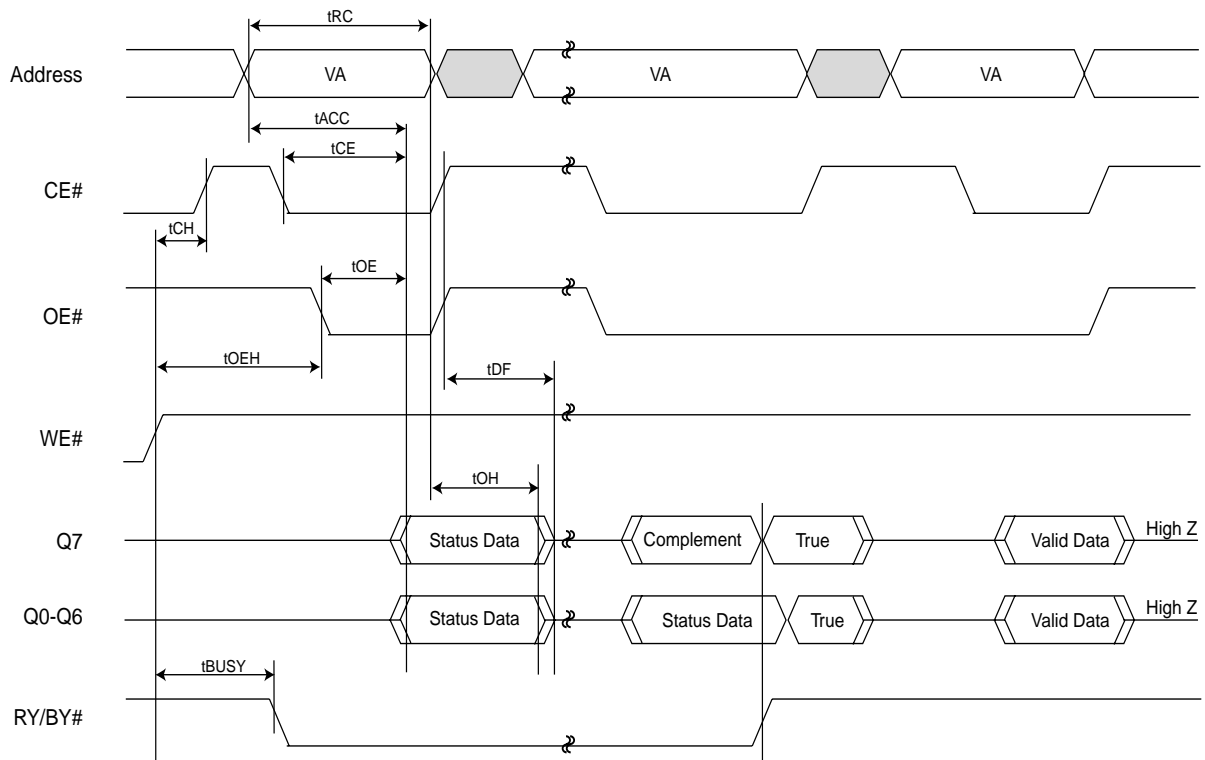 tRC
Address
VA
VA
VA
tACC
tCE
CE#
tCH
tOE
OE#
tOEH
tDF
WE#
tOH
Q7
Status Data
Complement
True
Valid Data
High Z
Q0-Q6
Status Data
Status Data
True
Valid Data
High Z
tBUSY
RY/BY#